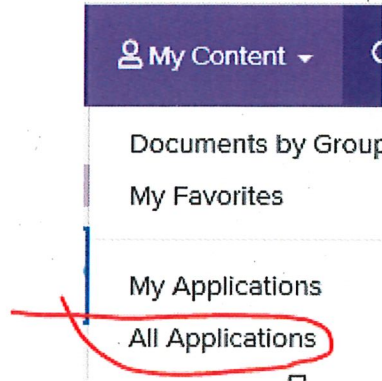 My Content
Documents by Group
My Favorites
My Applications
All Applications